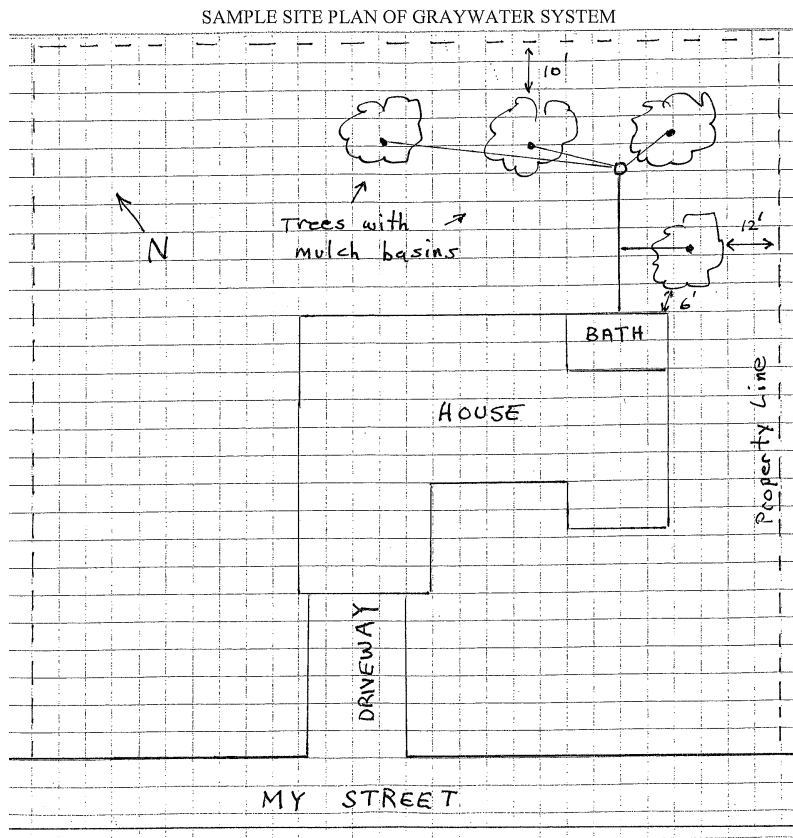 SAMPLE SITE PLAN OF GRAYWATER SYSTEM
10'
Trees with
mulch basins
N
12'
6'
BATH
HOUSE
Property Line
DRIVEWAY
MY STREET